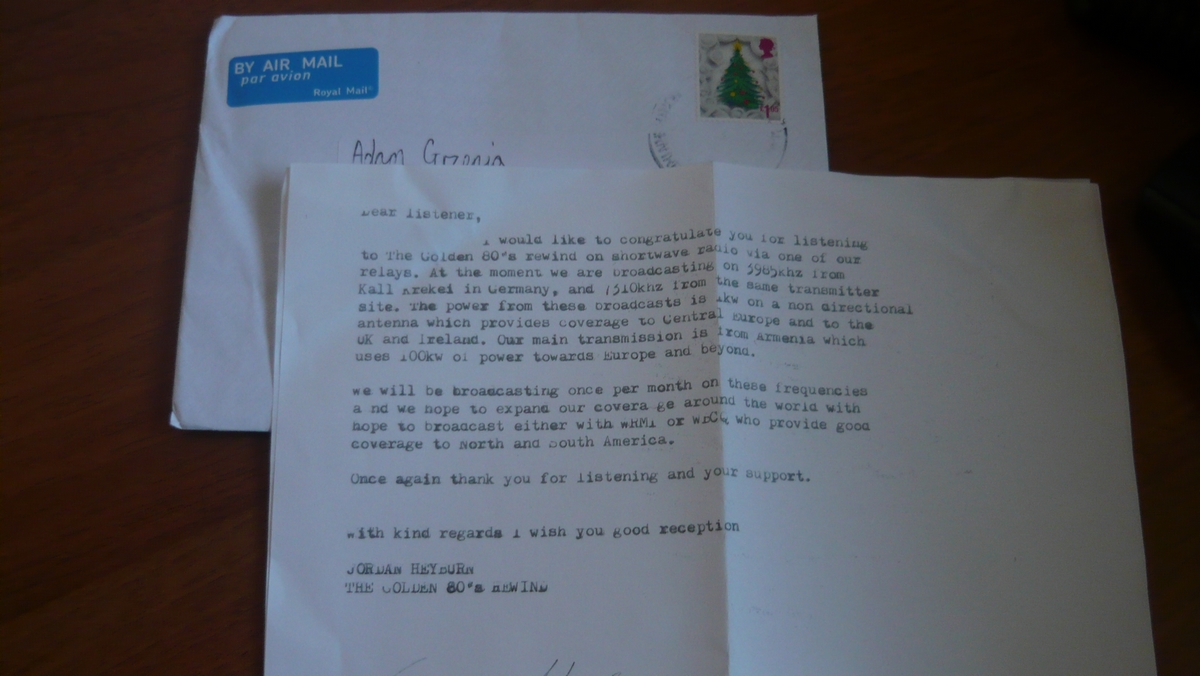 BY AIR MAIL
par avion
Royal Mail
1st
Adam Grzania
Dear listener,
I would like to congratulate you for listening
to The Golden 80"s rewind on shortwave radio via one of our
relays. At the moment we are broadcasting on 3985khz from
Kall Krekel in Germany, and 7310khz from the same transmitter
site. The power from these broadcasts is 1kw on a non directional
antenna which provides coverage to Central Europe and to the
UK and Ireland. Our main transmission is from Armenia which
uses 100kw of power towards Europe and beyond.
we will be broadcasting once per month on these frequencies
a nd we hope to expand our covera ge around the world with
hope to broadcast either with WRMI or WBCQ who provide good
coverage to North and South America.
Once again thank you for listening and your support.
with kind regards I wish you good reception
JORDAN HEYBURN
THE GOLDEN 80"s REWIND